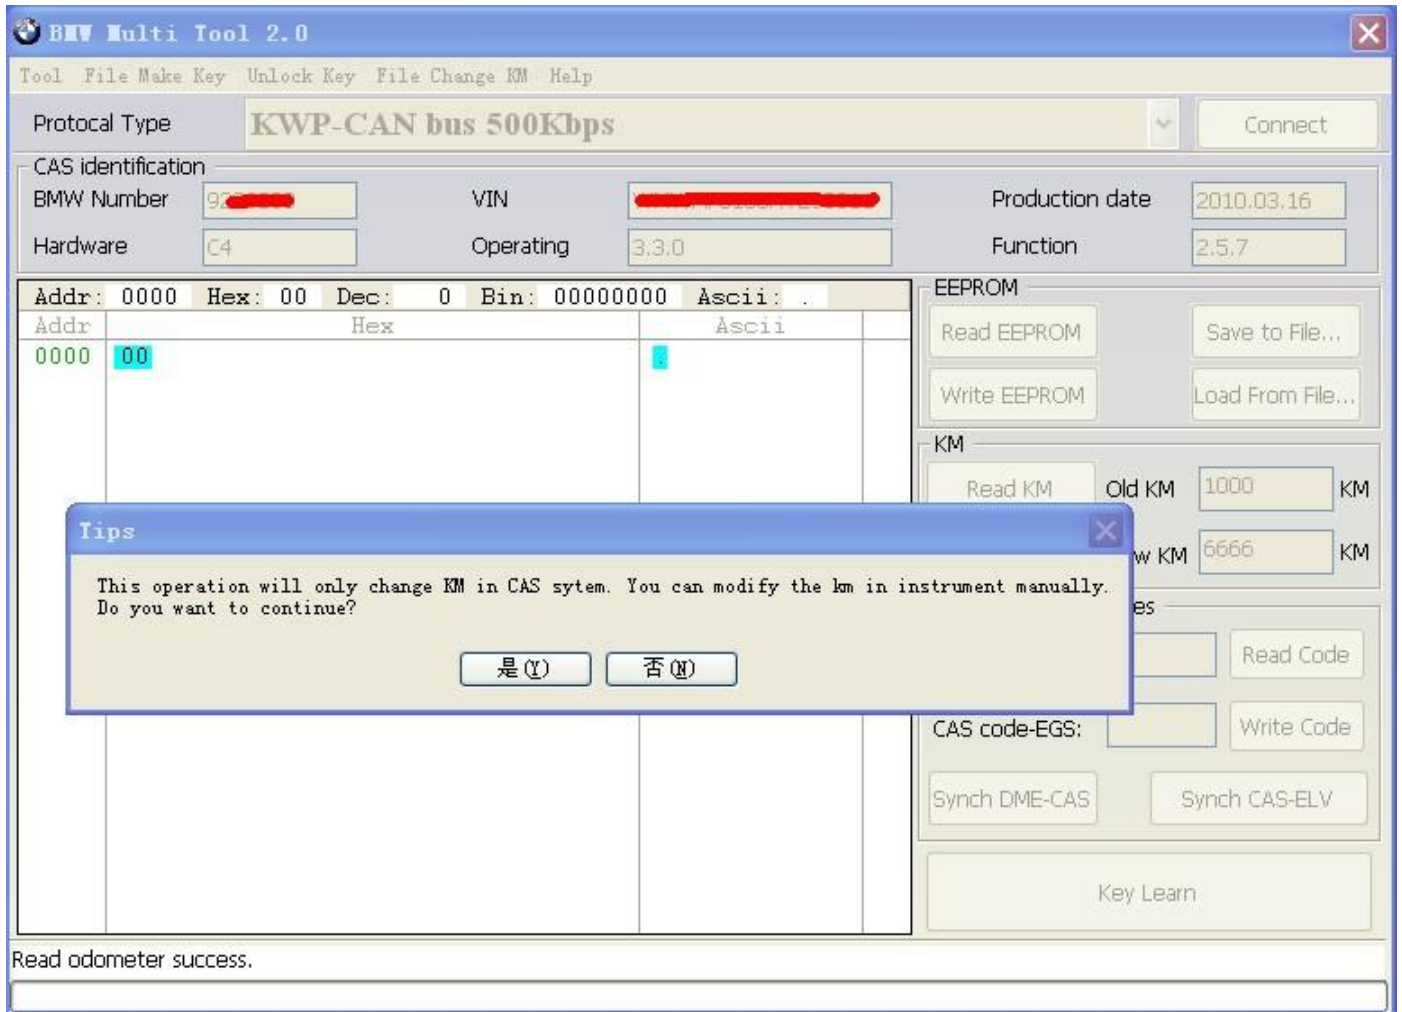 BMW Multi Tool 2.0
Tool File Make Key Unlock Key File Change KM Help
Protocal Type KWP-CAN bus 500Kbps Connect
CAS identification
BMW Number VIN Production date 2010.03.16
Hardware C4 Operating 3.3.0 Function 2.5.7
Addr: 0000 Hex: 00 Dec: 0 Bin: 00000000 Ascii: .
Addr Hex Ascii
0000 00 .
EEPROM
Read EEPROM Save to File...
Write EEPROM Load From File...
KM
Read KM Old KM 1000 KM
KM 6666 KM
Tips
This operation will only change KM in CAS sytem. You can modify the km in instrument manually.
Do you want to continue?
是(Y) 否(N)
Read Code
CAS code-EGS: Write Code
Synch DME-CAS Synch CAS-ELV
Key Learn
Read odometer success.